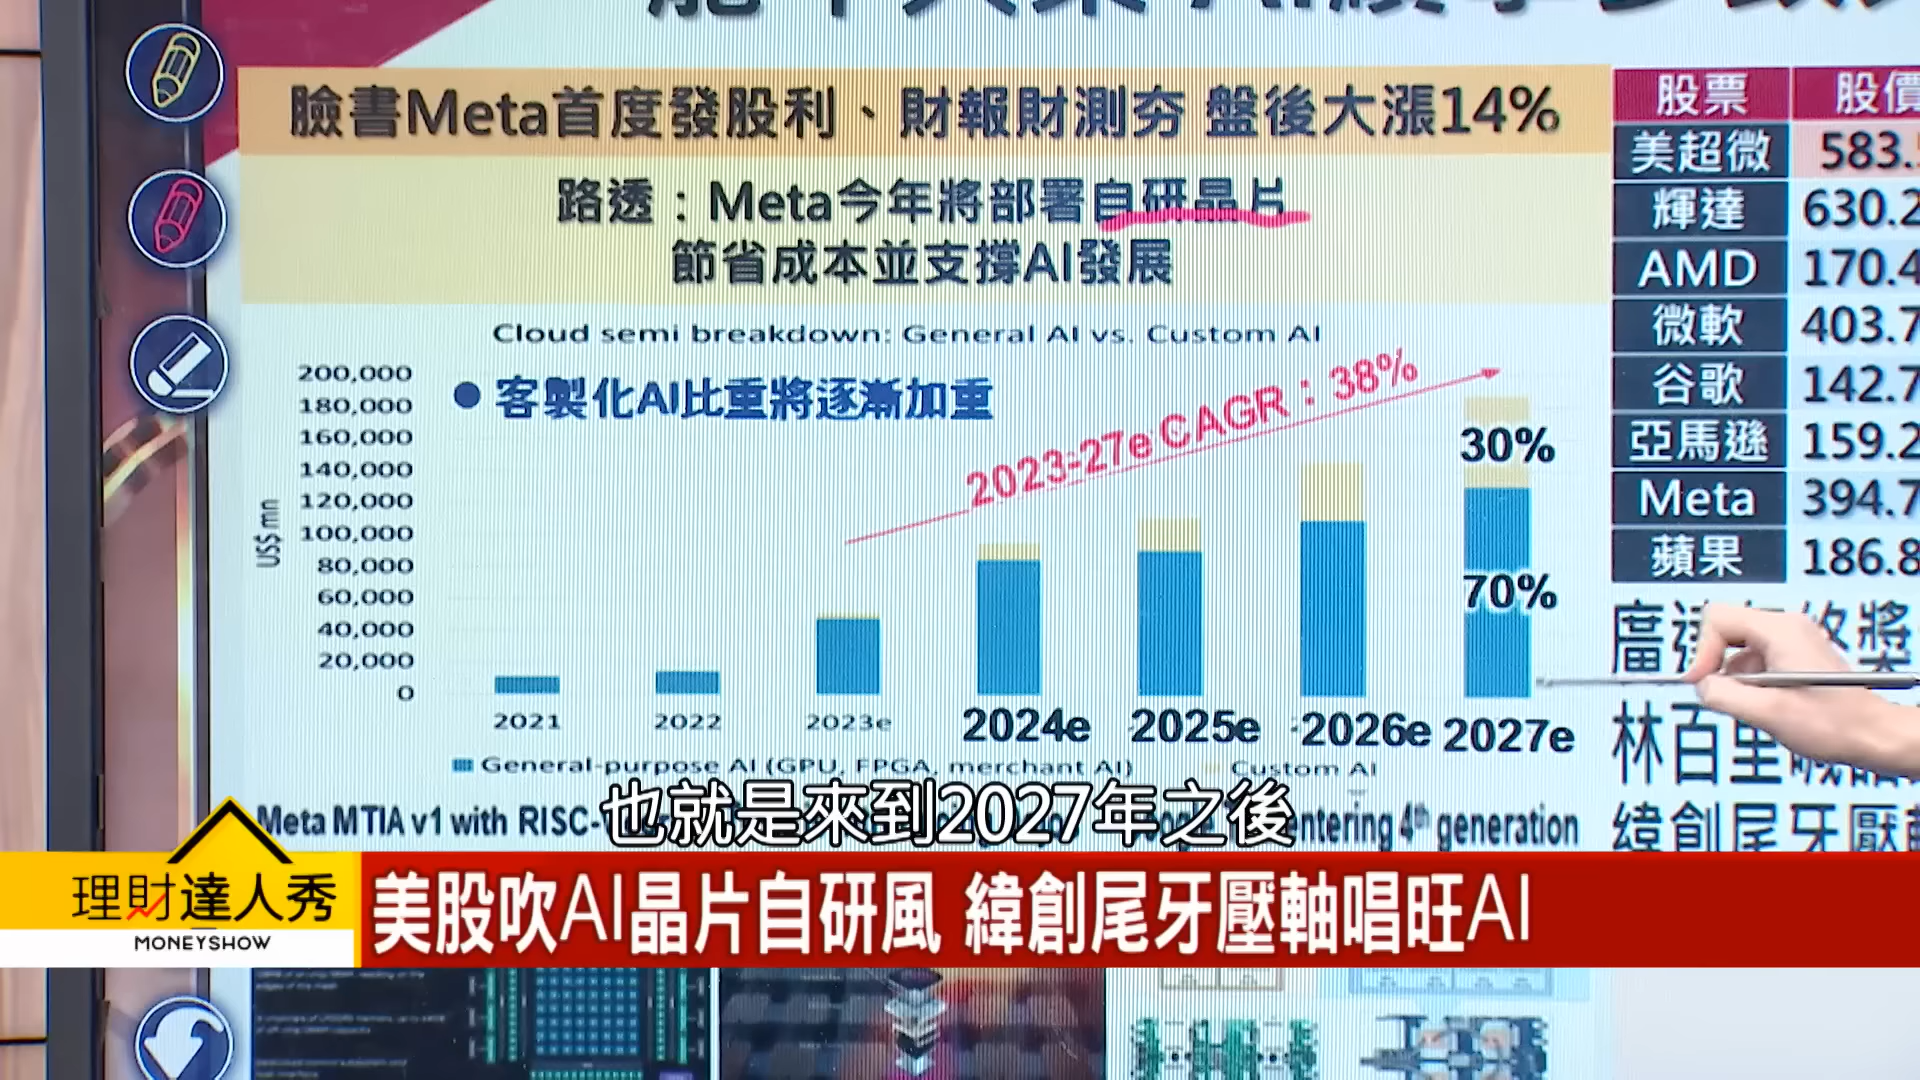 臉書Meta首度發股利、財報財測夯 盤後大漲14%
路透：Meta今年將部署自研晶片
節省成本並支撐AI發展
Cloud semi breakdown: General AI vs. Custom AI
客製化AI比重將逐漸加重
2023-27e CAGR：38%
US$ mn
200,000
180,000
160,000
140,000
120,000
100,000
80,000
60,000
40,000
20,000
0
30%
70%
2021
2022
2023e
2024e
2025e
2026e
2027e
General-purpose AI (GPU, FPGA, merchant AI)
Custom AI
Meta MTIA v1 with RISC-
entering 4th generation
股票 股價
美超微 583.
輝達 630.2
AMD 170.4
微軟 403.7
谷歌 142.7
亞馬遜 159.2
Meta 394.7
蘋果 186.8
廣達
林百里
緯創尾牙壓
也就是來到2027年之後
理財達人秀
MONEYSHOW
美股吹AI晶片自研風 緯創尾牙壓軸唱旺AI